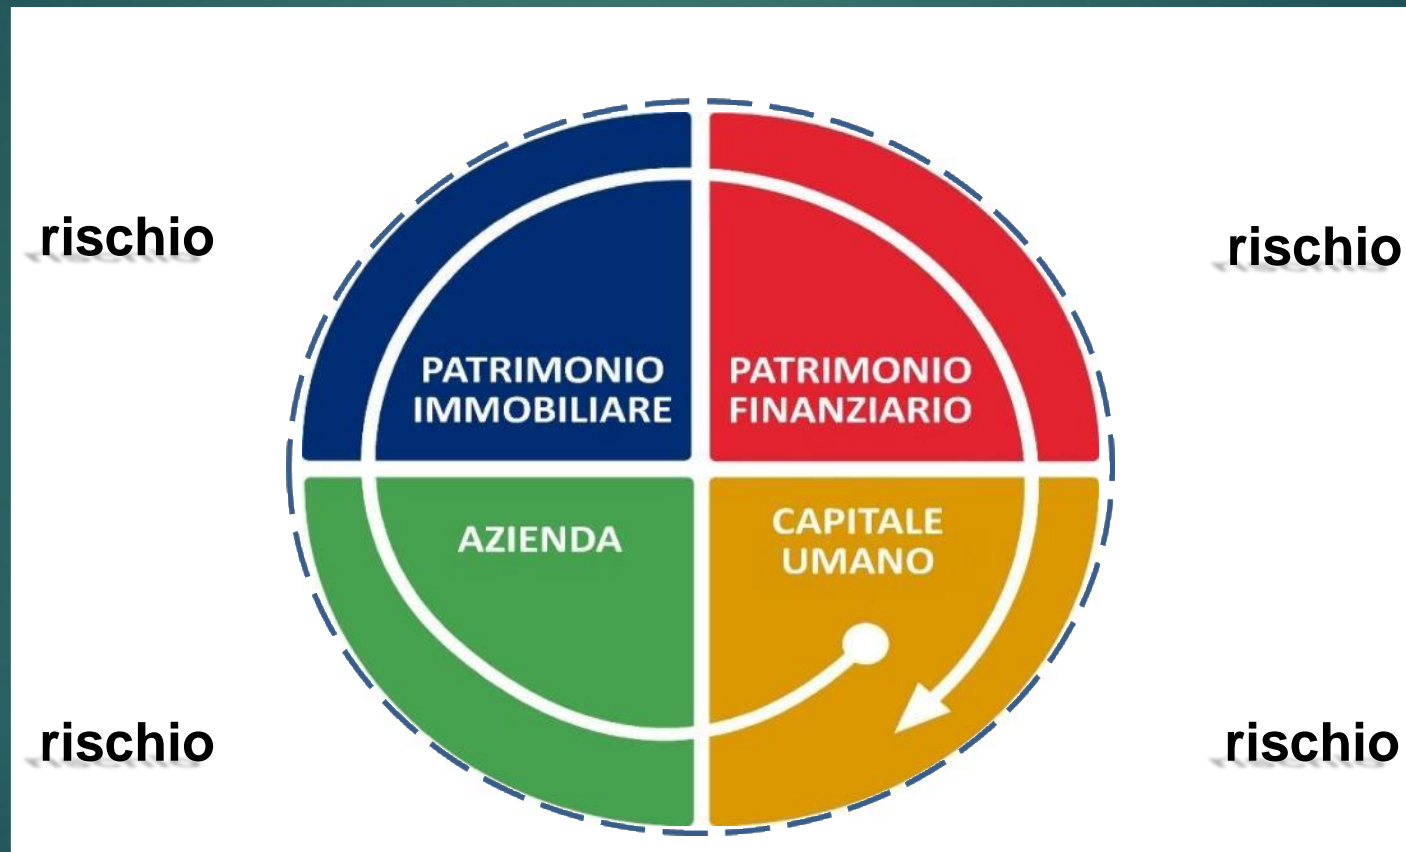 rischio
rischio
PATRIMONIO
IMMOBILIARE
PATRIMONIO
FINANZIARIO
AZIENDA
CAPITALE
UMANO
rischio
rischio